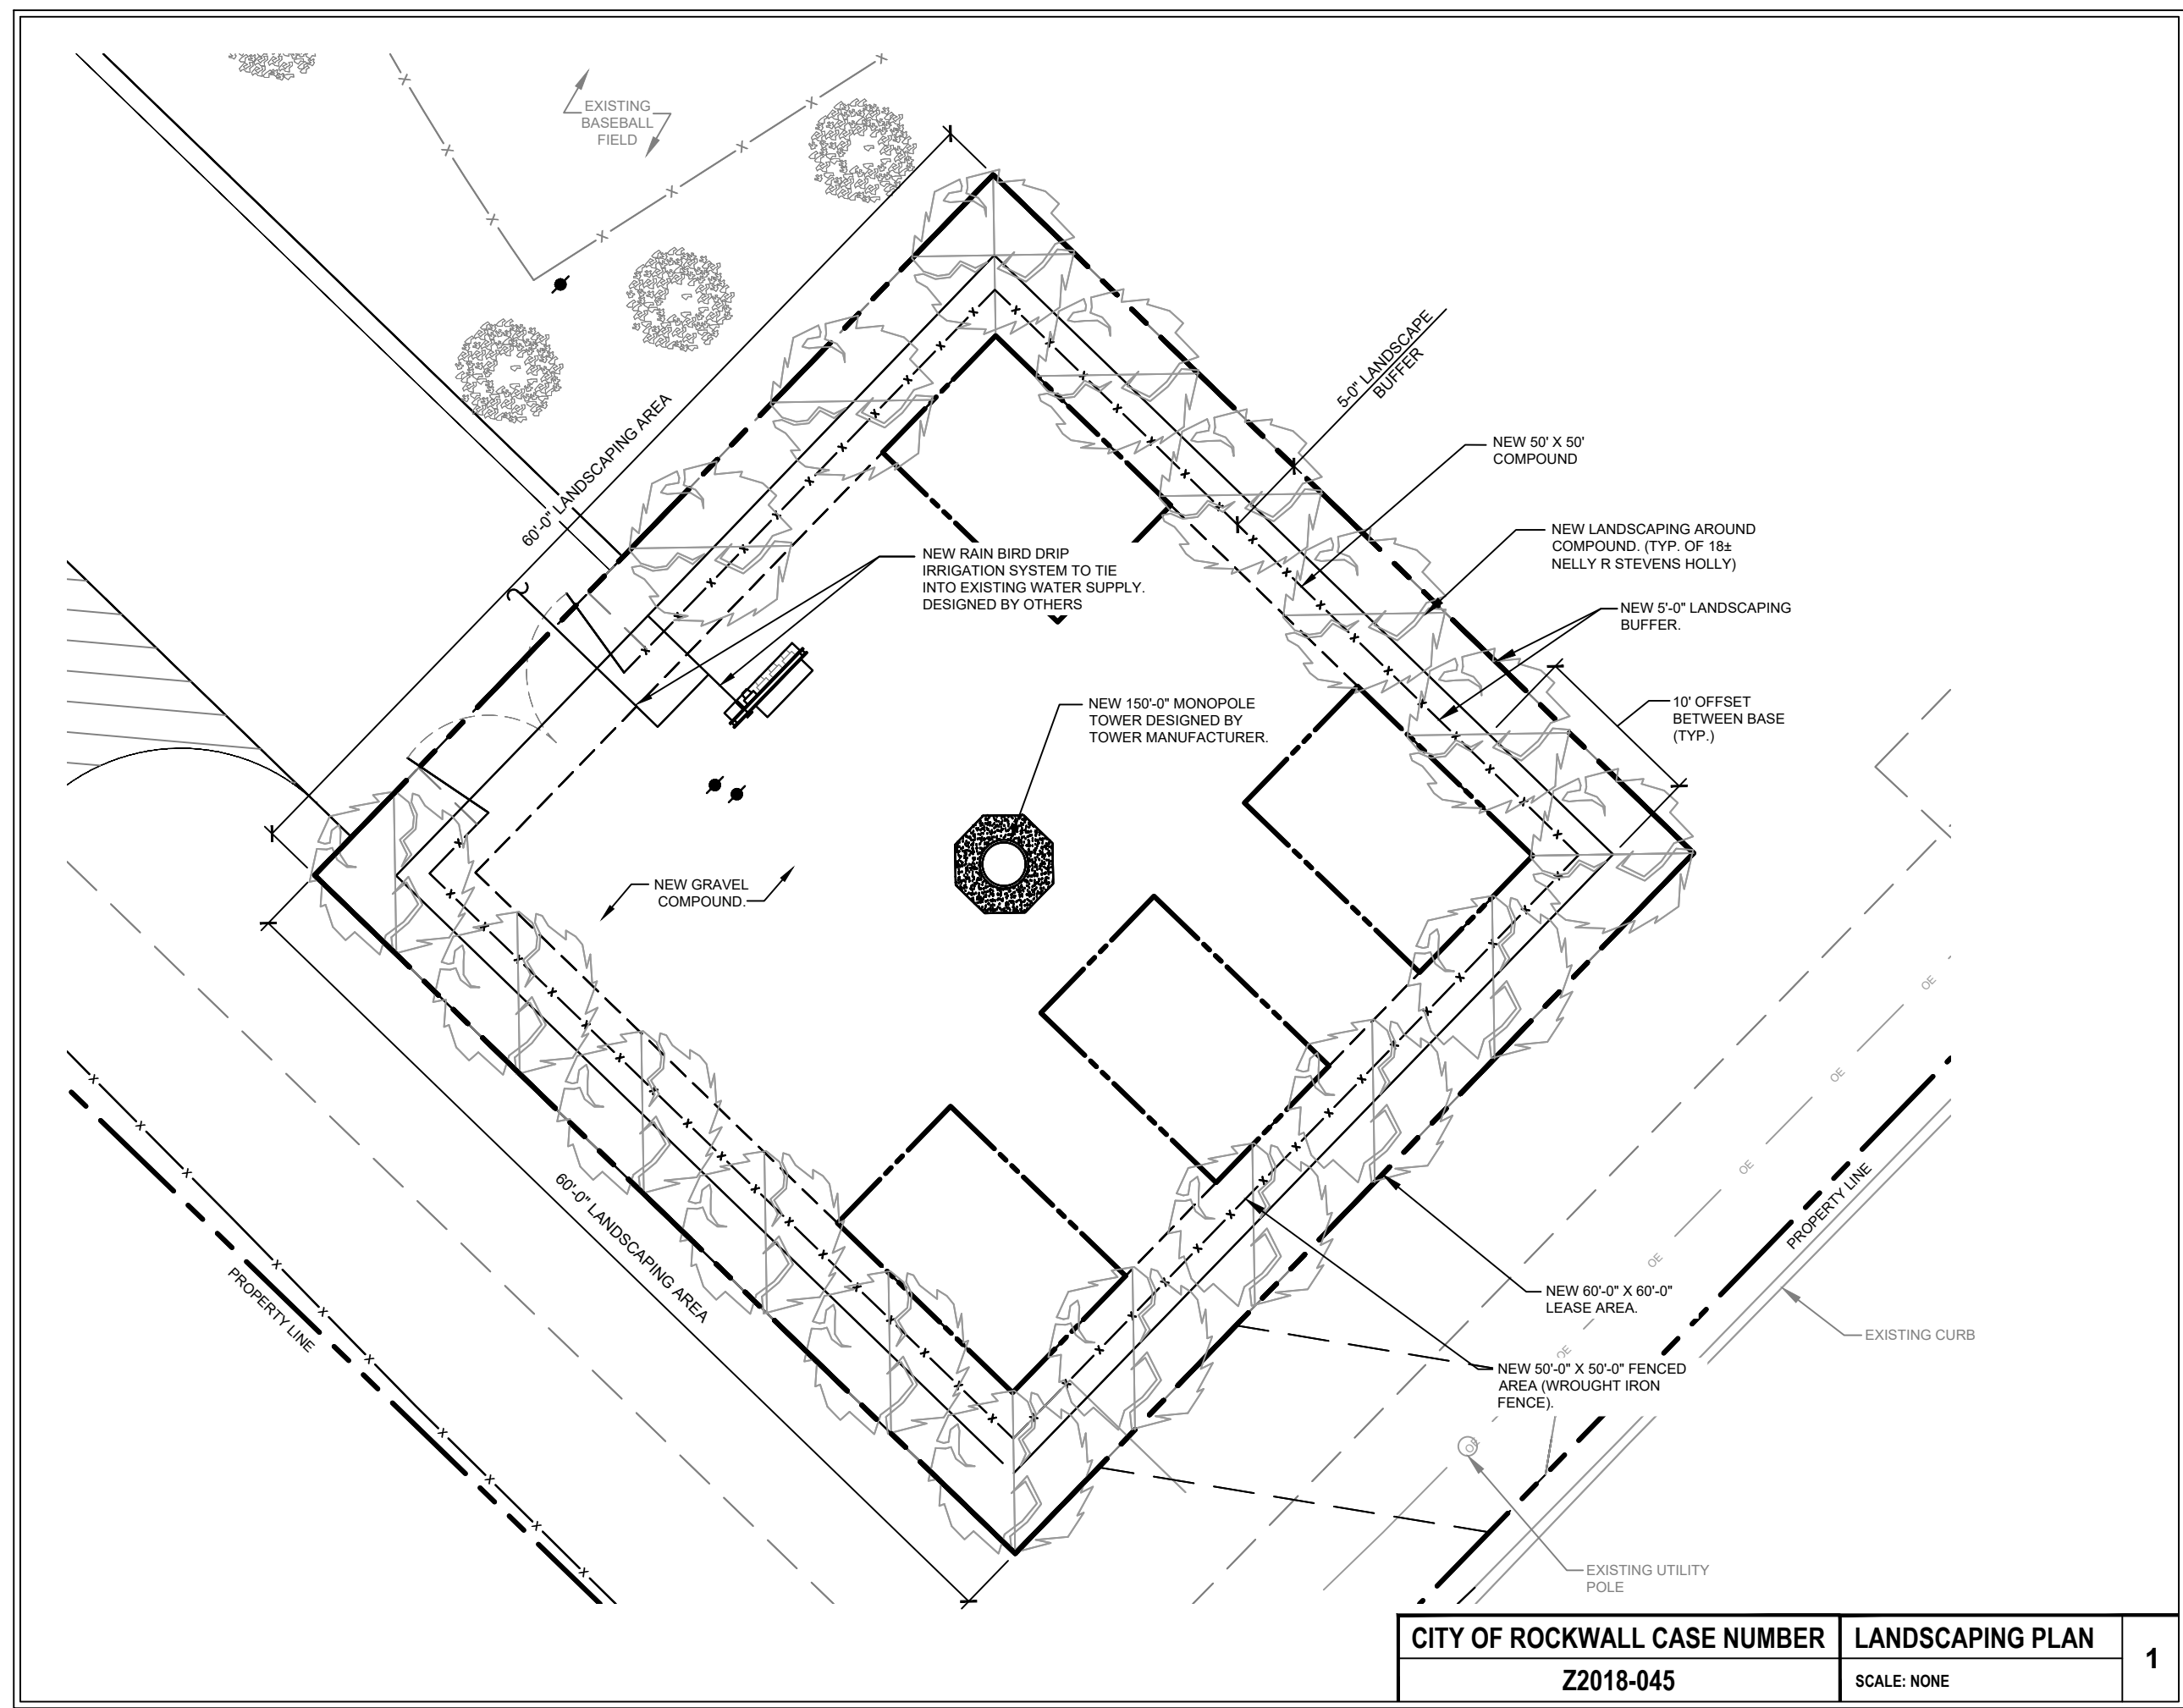 EXISTING
BASEBALL
FIELD
60'-0" LANDSCAPING AREA
5-0" LANDSCAPE
BUFFER
NEW 50' X 50'
COMPOUND
NEW LANDSCAPING AROUND
COMPOUND. (TYP. OF 18±
NELLY R STEVENS HOLLY)
NEW RAIN BIRD DRIP
IRRIGATION SYSTEM TO TIE
INTO EXISTING WATER SUPPLY.
DESIGNED BY OTHERS
NEW 5'-0" LANDSCAPING
BUFFER.
NEW 150'-0" MONOPOLE
TOWER DESIGNED BY
TOWER MANUFACTURER.
10' OFFSET
BETWEEN BASE
(TYP.)
NEW GRAVEL
COMPOUND.
OE
OE
OE
OE
OE
OE
PROPERTY LINE
60'-0" LANDSCAPING AREA
PROPERTY LINE
NEW 60'-0" X 60'-0"
LEASE AREA.
EXISTING CURB
NEW 50'-0" X 50'-0" FENCED
AREA (WROUGHT IRON
FENCE).
EXISTING UTILITY
POLE
CITY OF ROCKWALL CASE NUMBER
Z2018-045
LANDSCAPING PLAN
SCALE: NONE
1